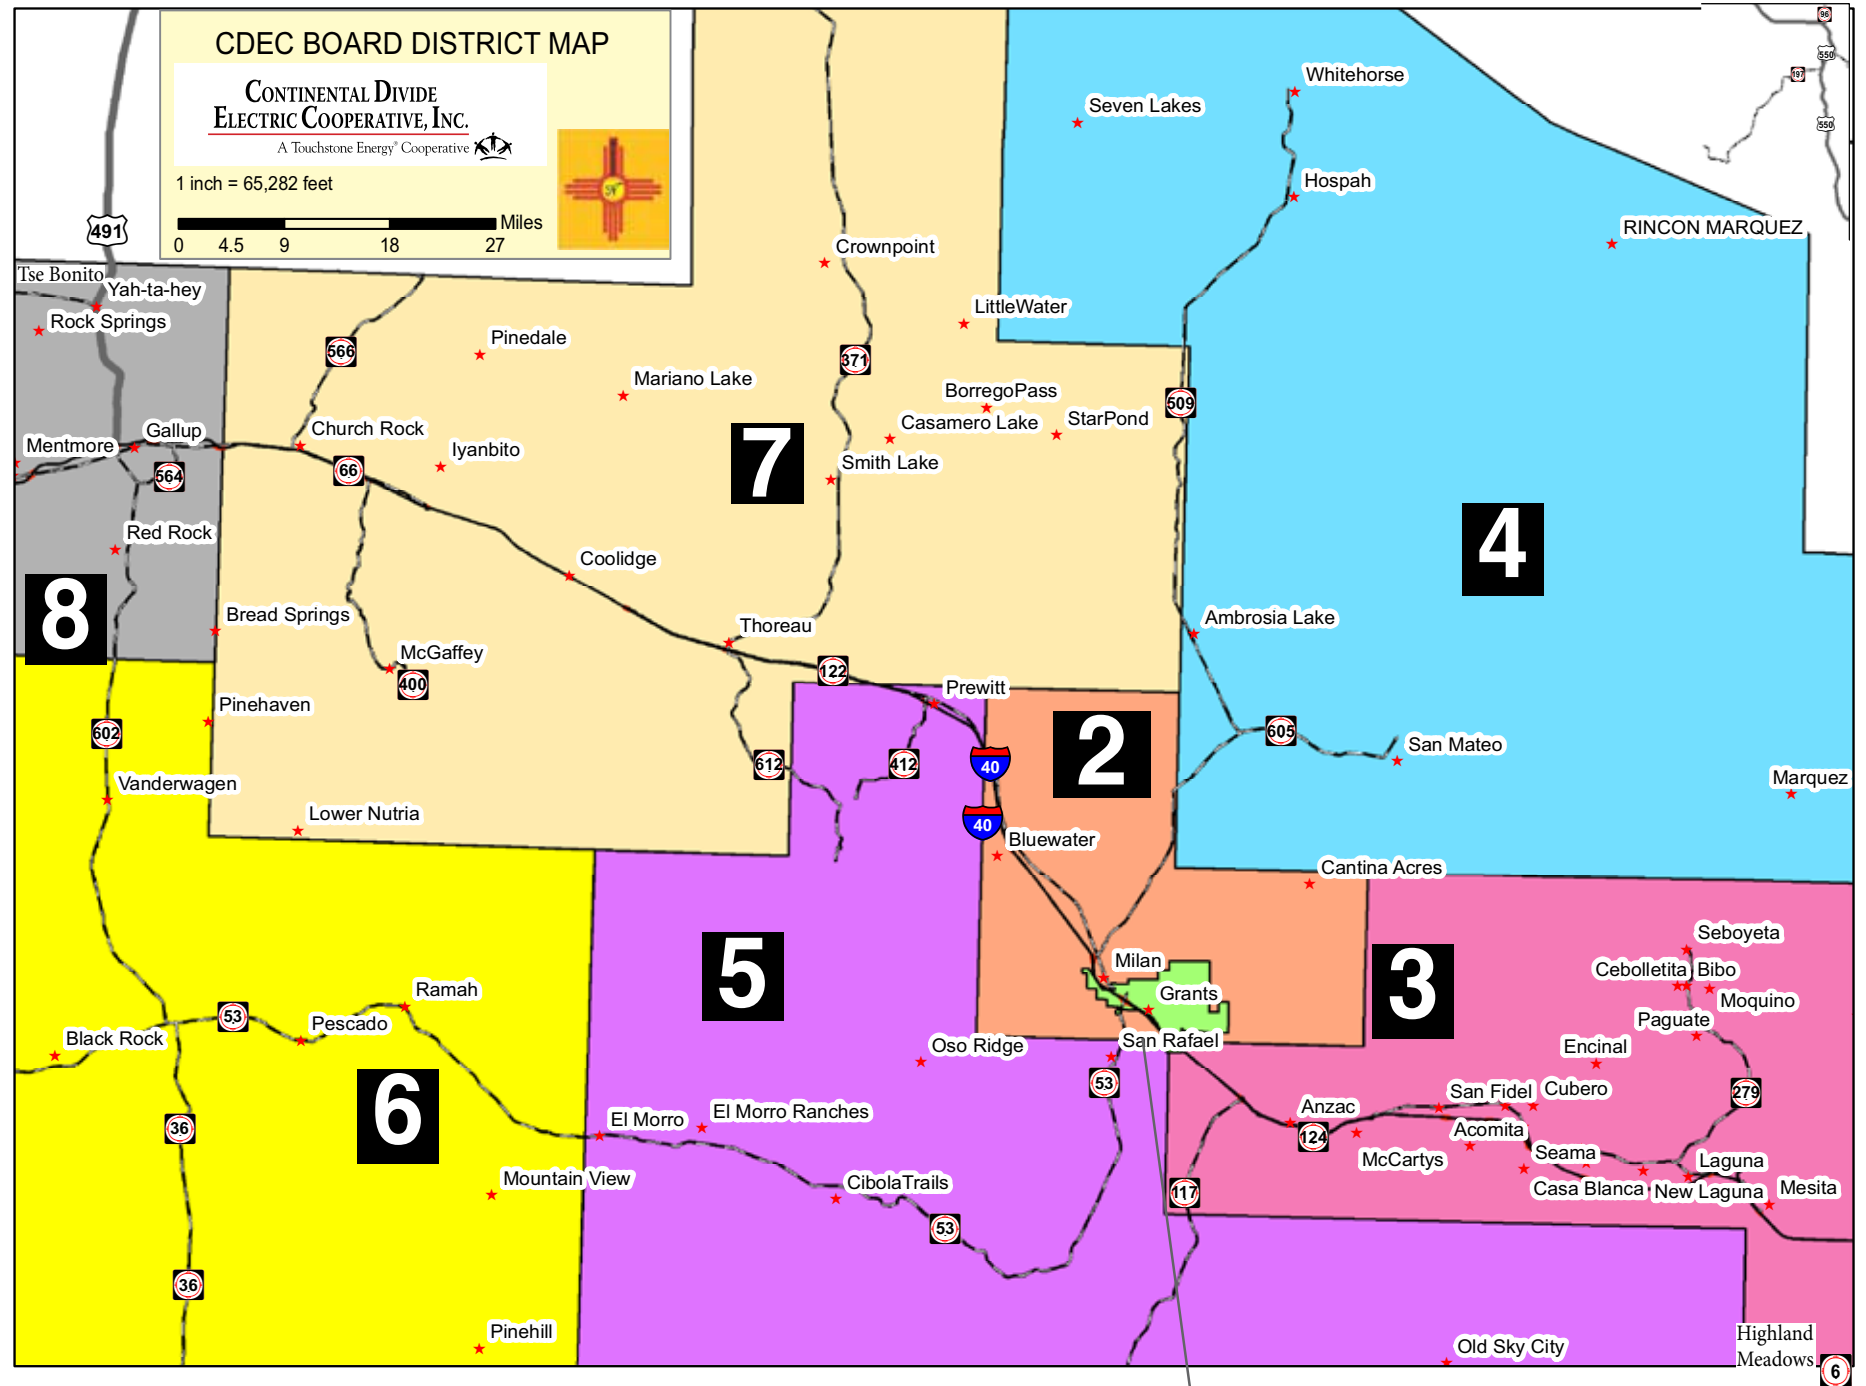 CDEC BOARD DISTRICT MAP
CONTINENTAL DIVIDE
ELECTRIC COOPERATIVE, INC.
A Touchstone Energy® Cooperative
1 inch = 65,282 feet
Miles
0 4.5 9 18 27
96
550
197
550
491
Whitehorse
Seven Lakes
Hospah
RINCON MARQUEZ
Crownpoint
Tse Bonito
Yah-ta-hey
Rock Springs
LittleWater
Pinedale
566
371
Mariano Lake
BorregoPass
509
Casamero Lake
StarPond
Church Rock
Gallup
Mentmore
Iyanbito
Smith Lake
564
66
7
4
Red Rock
Coolidge
8
Bread Springs
Thoreau
Ambrosia Lake
McGaffey
400
122
Prewitt
Pinehaven
602
612
412
40
2
605
San Mateo
Vanderwagen
Marquez
Lower Nutria
40
Bluewater
Cantina Acres
Seboyeta
5
3
Milan
Cebolletita
Bibo
Ramah
Grants
Moquino
53
Pescado
Paguate
Black Rock
Oso Ridge
San Rafael
Encinal
53
San Fidel
Cubero
279
6
El Morro
El Morro Ranches
Anzac
36
124
Acomita
McCartys
Seama
Laguna
Mountain View
CibolaTrails
117
Casa Blanca
New Laguna
Mesita
53
36
Pinehill
Old Sky City
Highland
Meadows
6